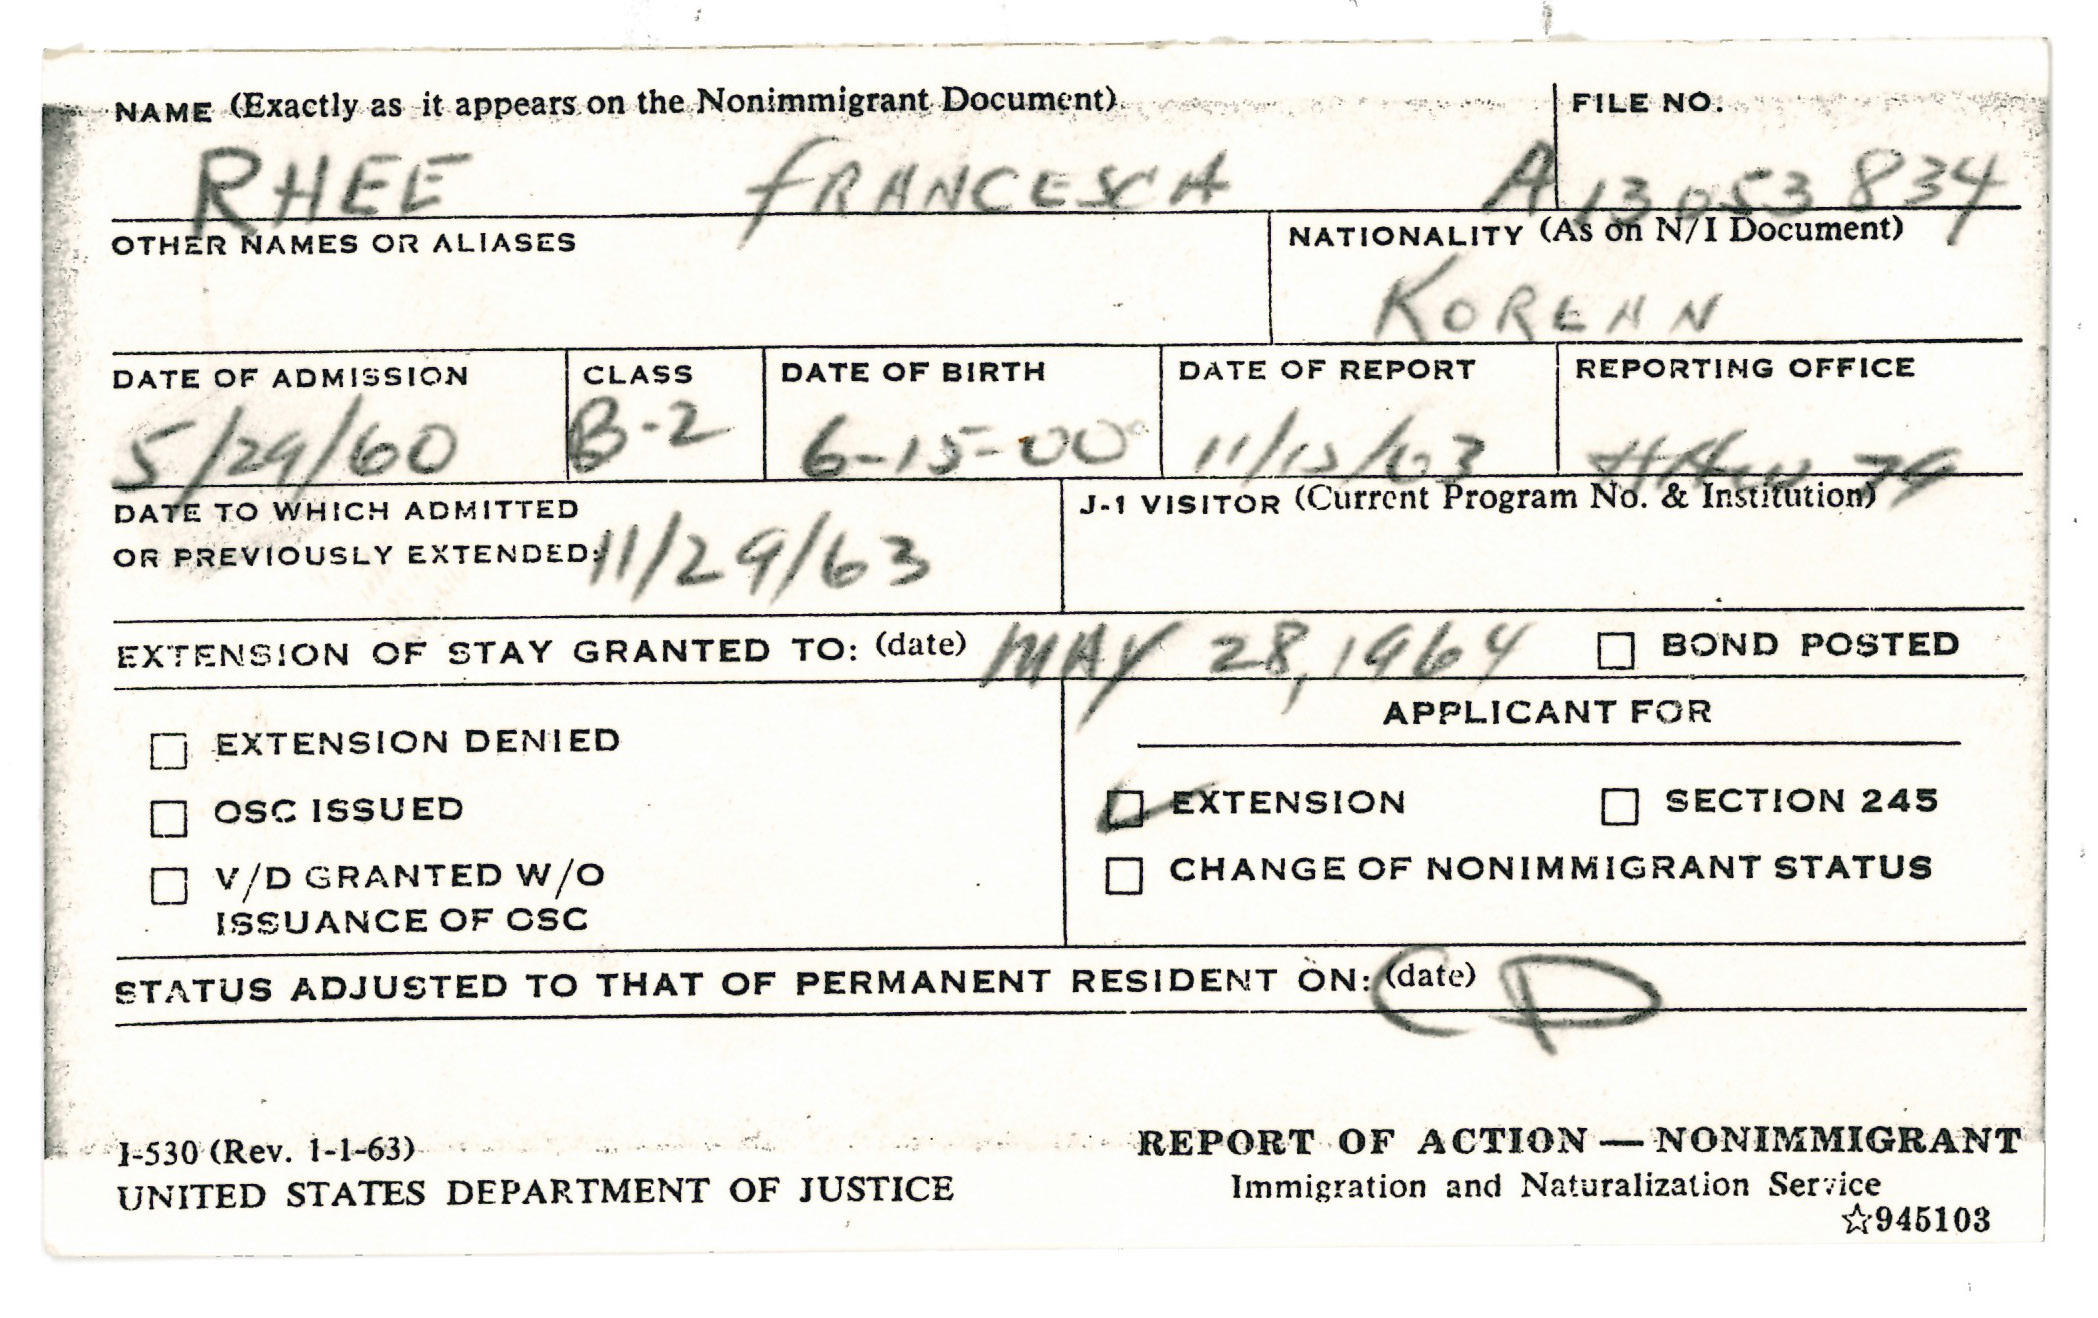 NAME (Exactly as it appears on the Nonimmigrant Document) FILE NO.
RHEE FRANCESCA A13053834
OTHER NAMES OR ALIASES NATIONALITY (As on N/I Document)
KOREAN
DATE OF ADMISSION CLASS DATE OF BIRTH DATE OF REPORT REPORTING OFFICE
5/29/60 B-2 6-15-00
DATE TO WHICH ADMITTED J-1 VISITOR (Current Program No. & Institution)
OR PREVIOUSLY EXTENDED: 11/29/63
EXTENSION OF STAY GRANTED TO: (date) MAY 28, 1964 BOND POSTED
APPLICANT FOR
EXTENSION DENIED
OSC ISSUED
V/D GRANTED W/O
ISSUANCE OF OSC
EXTENSION SECTION 245
CHANGE OF NONIMMIGRANT STATUS
STATUS ADJUSTED TO THAT OF PERMANENT RESIDENT ON: (date)
I-530 (Rev. 1-1-63) REPORT OF ACTION — NONIMMIGRANT
UNITED STATES DEPARTMENT OF JUSTICE Immigration and Naturalization Service
☆945103